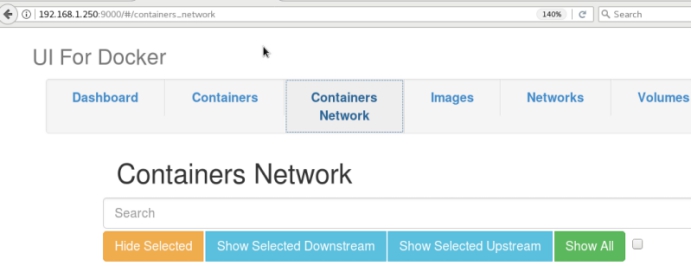 192.168.1.250:9000/#/containers_network 140% Search
UI For Docker
Dashboard Containers Containers Network Images Networks Volumes
Containers Network
Search
Hide Selected Show Selected Downstream Show Selected Upstream Show All